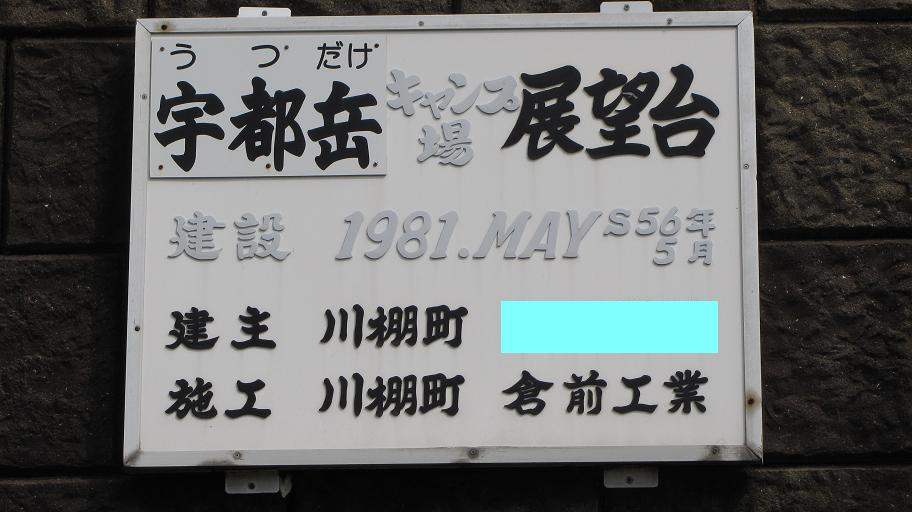 うつだけ
宇都岳 キャンプ場 展望台
建設 1981.MAY S56年5月
建主 川棚町
施工 川棚町 倉前工業